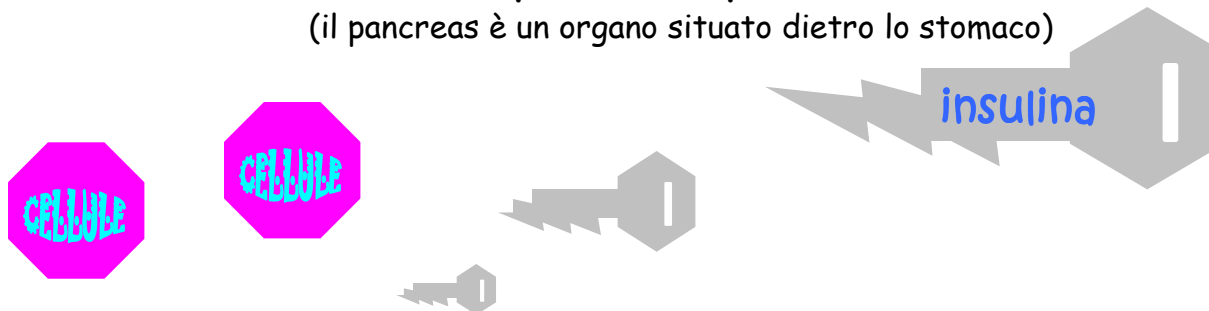 (il pancreas è un organo situato dietro lo stomaco)
insulina
CELLULE
CELLULE